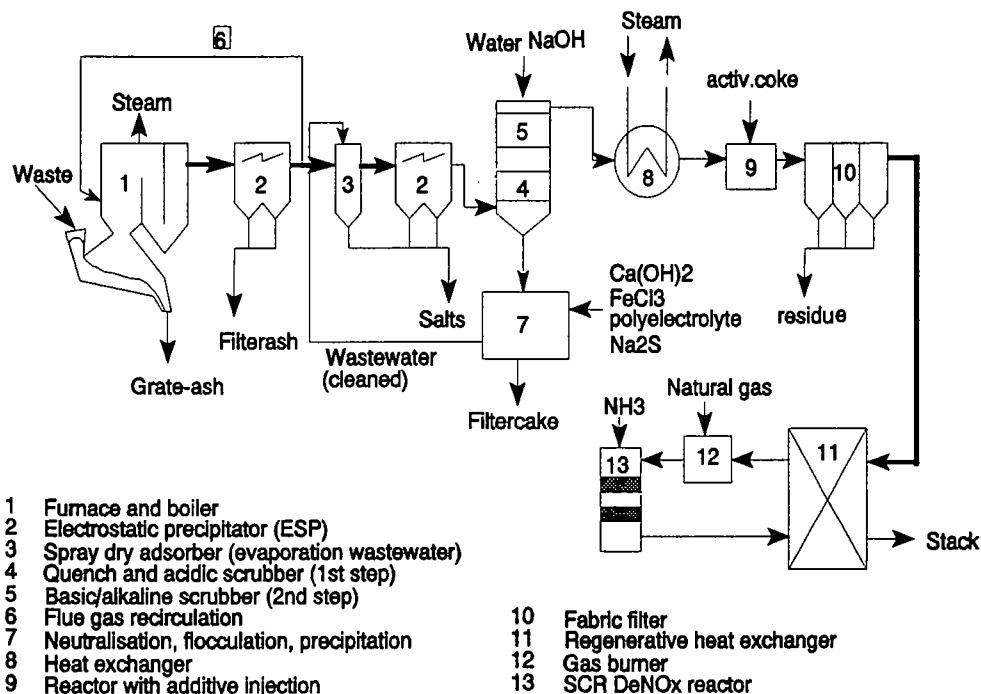 6
Steam
Water NaOH
Steam
activ.coke
Waste
1
2
3
2
5
4
8
9
10
Filterash
Salts
Grate-ash
Wastewater
(cleaned)
7
Ca(OH)2
FeCl3
polyelectrolyte
Na2S
residue
Filtercake
NH3
Natural gas
13
12
11
Stack
1 Furnace and boiler
2 Electrostatic precipitator (ESP)
3 Spray dry adsorber (evaporation wastewater)
4 Quench and acidic scrubber (1st step)
5 Basic/alkaline scrubber (2nd step)
6 Flue gas recirculation
7 Neutralisation, flocculation, precipitation
8 Heat exchanger
9 Reactor with additive injection
10 Fabric filter
11 Regenerative heat exchanger
12 Gas burner
13 SCR DeNOx reactor